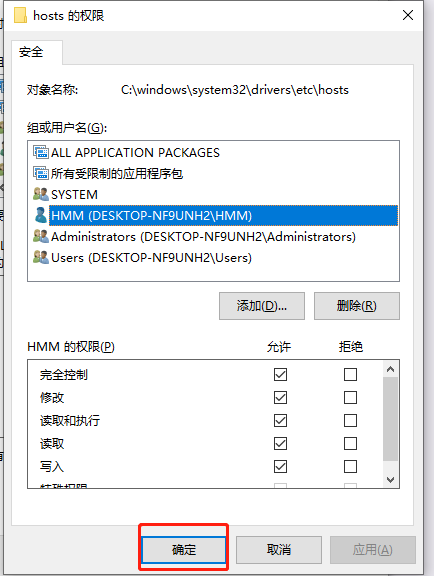 hosts 的权限
安全
对象名称: C:\windows\system32\drivers\etc\hosts
组或用户名(G):
ALL APPLICATION PACKAGES
所有受限制的应用程序包
SYSTEM
HMM (DESKTOP-NF9UNH2\HMM)
Administrators (DESKTOP-NF9UNH2\Administrators)
Users (DESKTOP-NF9UNH2\Users)
添加(D)... 删除(R)
HMM 的权限(P) 允许 拒绝
完全控制
修改
读取和执行
读取
写入
特殊权限
确定 取消 应用(A)